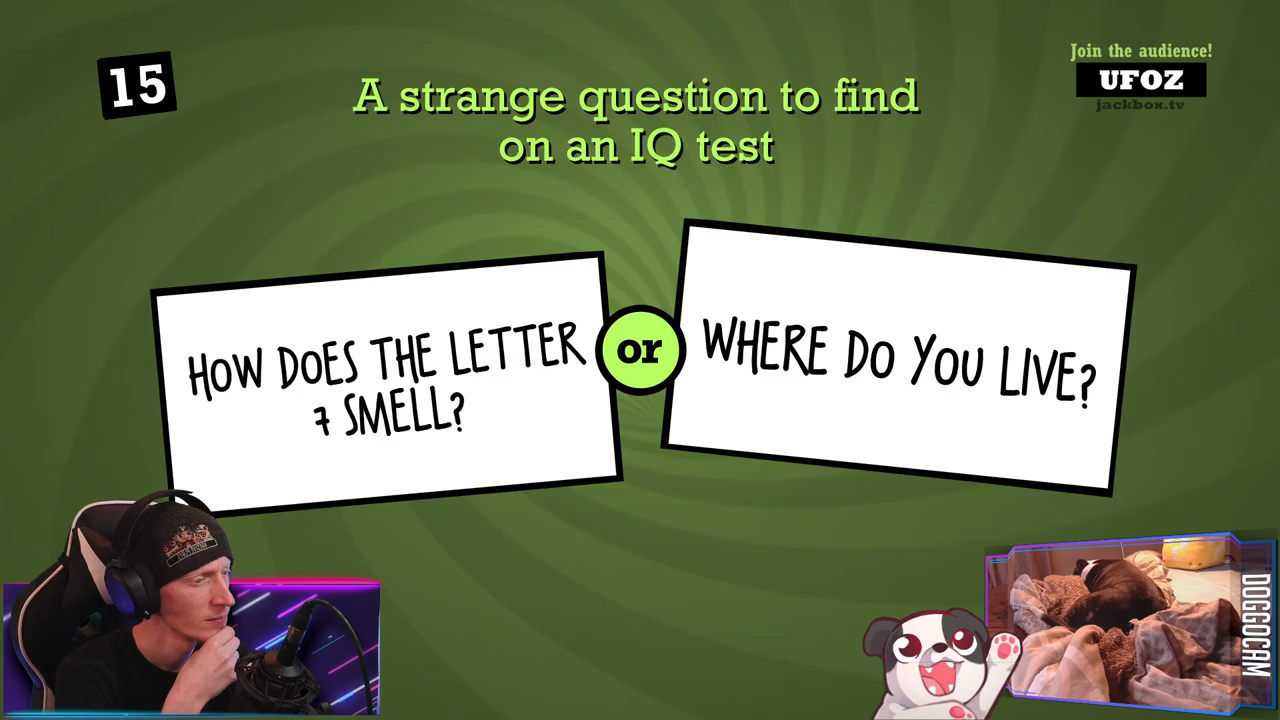 15
A strange question to find
on an IQ test
Join the audience!
UFOZ
jackbox.tv
HOW DOES THE LETTER
7 SMELL?
or
WHERE DO YOU LIVE?
DOGGOCAM